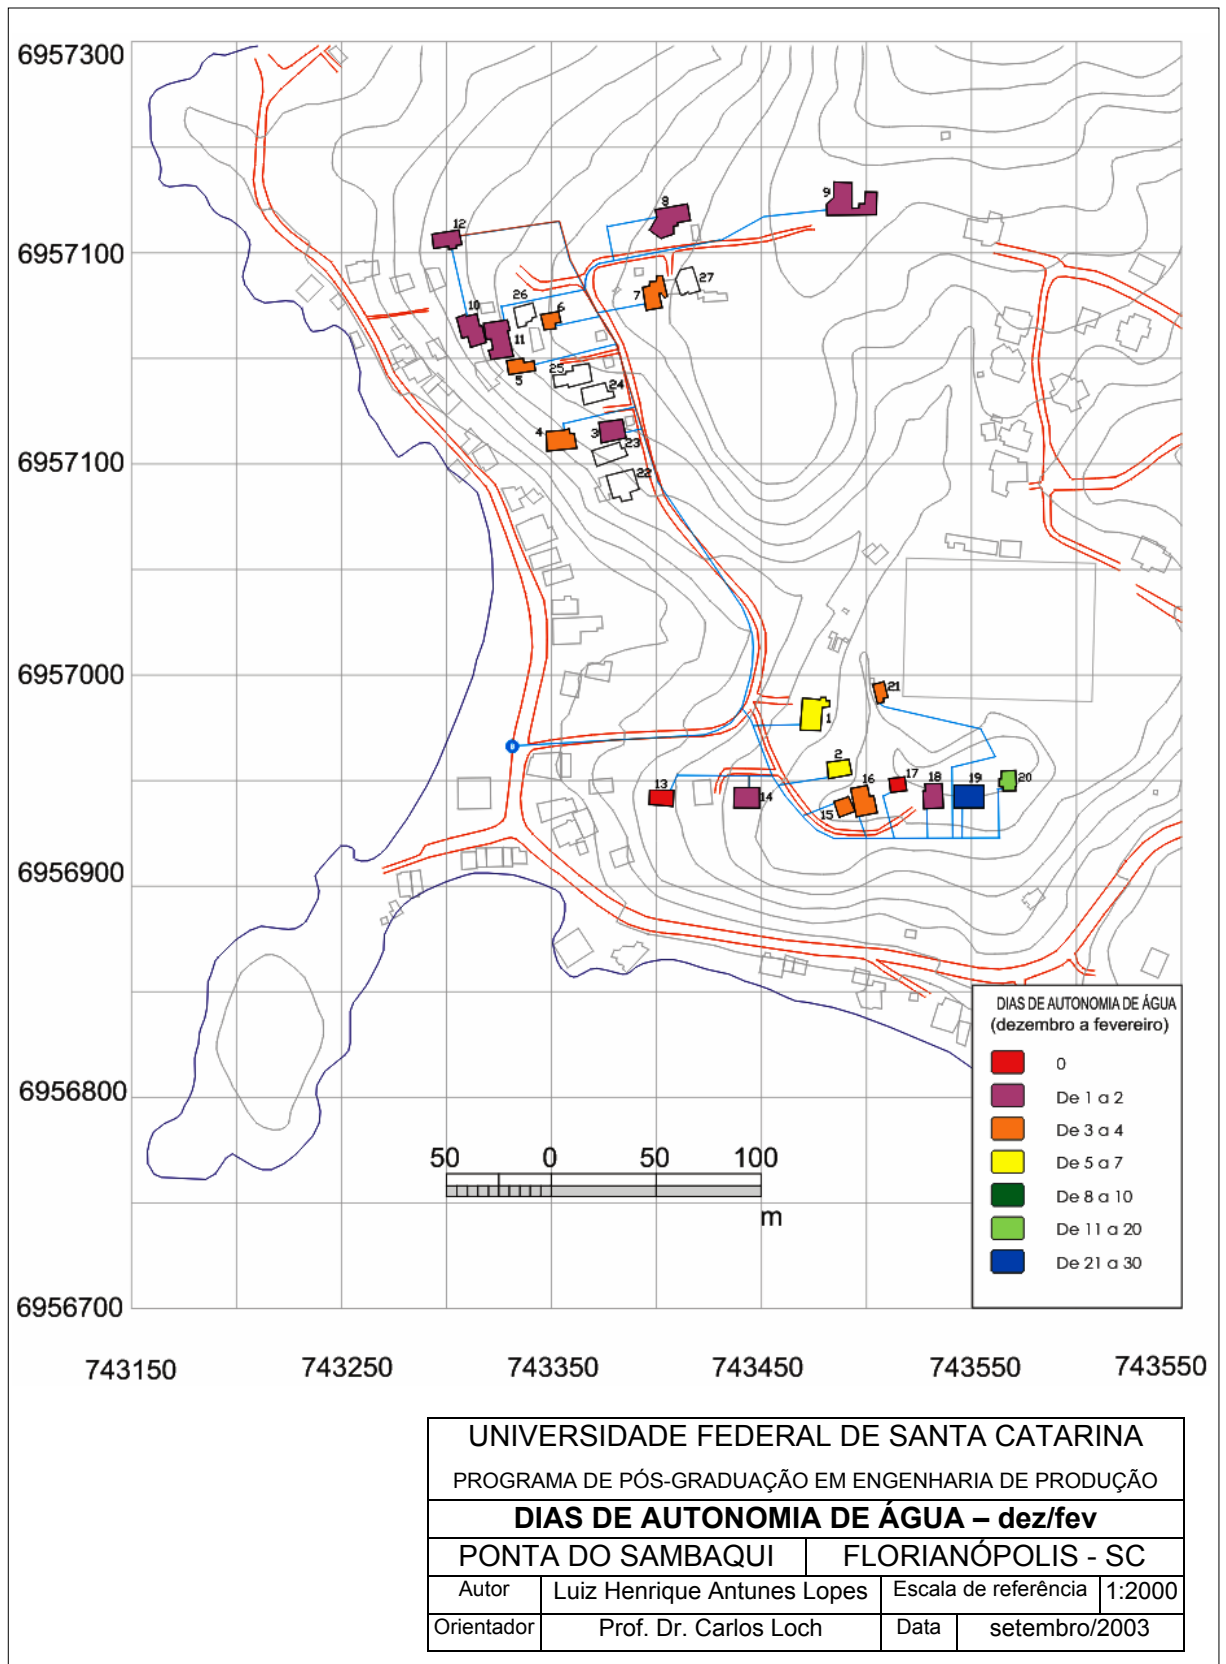 6957300
9
8
12
6957100
27
7
26
10
6
11
5
25
24
4
3
23
6957100
22
6957000
21
1
2
17
13
16
18
19
20
14
15
6956900
DIAS DE AUTONOMIA DE ÁGUA
(dezembro a fevereiro)
0
De 1 a 2
De 3 a 4
De 5 a 7
De 8 a 10
De 11 a 20
De 21 a 30
6956800
50 0 50 100
m
6956700
743150 743250 743350 743450 743550 743550
UNIVERSIDADE FEDERAL DE SANTA CATARINA
PROGRAMA DE PÓS-GRADUAÇÃO EM ENGENHARIA DE PRODUÇÃO
DIAS DE AUTONOMIA DE ÁGUA – dez/fev
PONTA DO SAMBAQUI FLORIANÓPOLIS - SC
Autor Luiz Henrique Antunes Lopes Escala de referência 1:2000
Orientador Prof. Dr. Carlos Loch Data setembro/2003